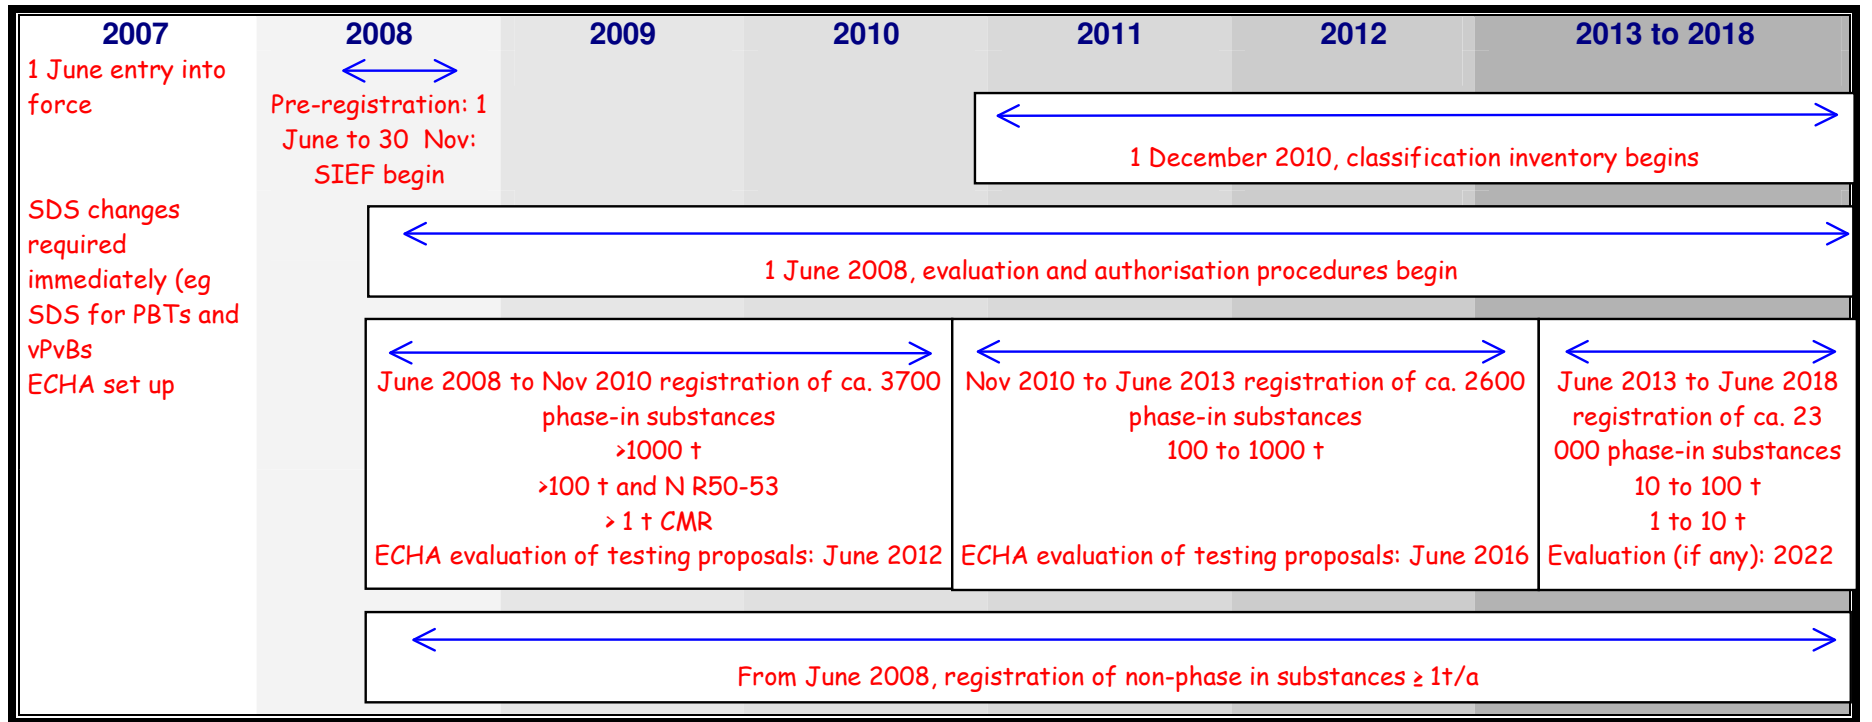 2007
2008
2009
2010
2011
2012
2013 to 2018
1 June entry into
force
SDS changes
required
immediately (eg
SDS for PBTs and
vPvBs
ECHA set up
Pre-registration: 1
June to 30 Nov:
SIEF begin
1 December 2010, classification inventory begins
1 June 2008, evaluation and authorisation procedures begin
June 2008 to Nov 2010 registration of ca. 3700
phase-in substances
>1000 t
>100 t and N R50-53
> 1 t CMR
ECHA evaluation of testing proposals: June 2012
Nov 2010 to June 2013 registration of ca. 2600
phase-in substances
100 to 1000 t
ECHA evaluation of testing proposals: June 2016
June 2013 to June 2018
registration of ca. 23
000 phase-in substances
10 to 100 t
1 to 10 t
Evaluation (if any): 2022
From June 2008, registration of non-phase in substances ≥ 1t/a